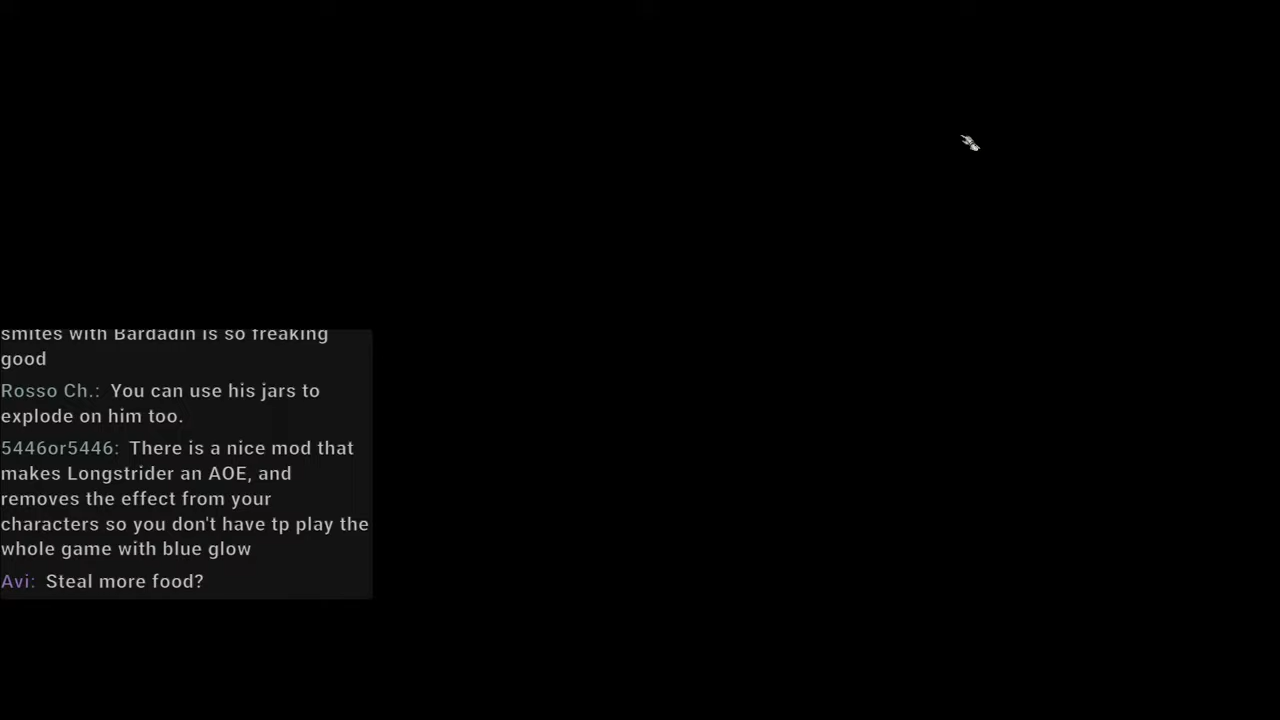 smites with Bardadin is so freaking
good
Rosso Ch.: You can use his jars to
explode on him too.
5446or5446: There is a nice mod that
makes Longstrider an AOE, and
removes the effect from your
characters so you don't have tp play the
whole game with blue glow
Avi: Steal more food?